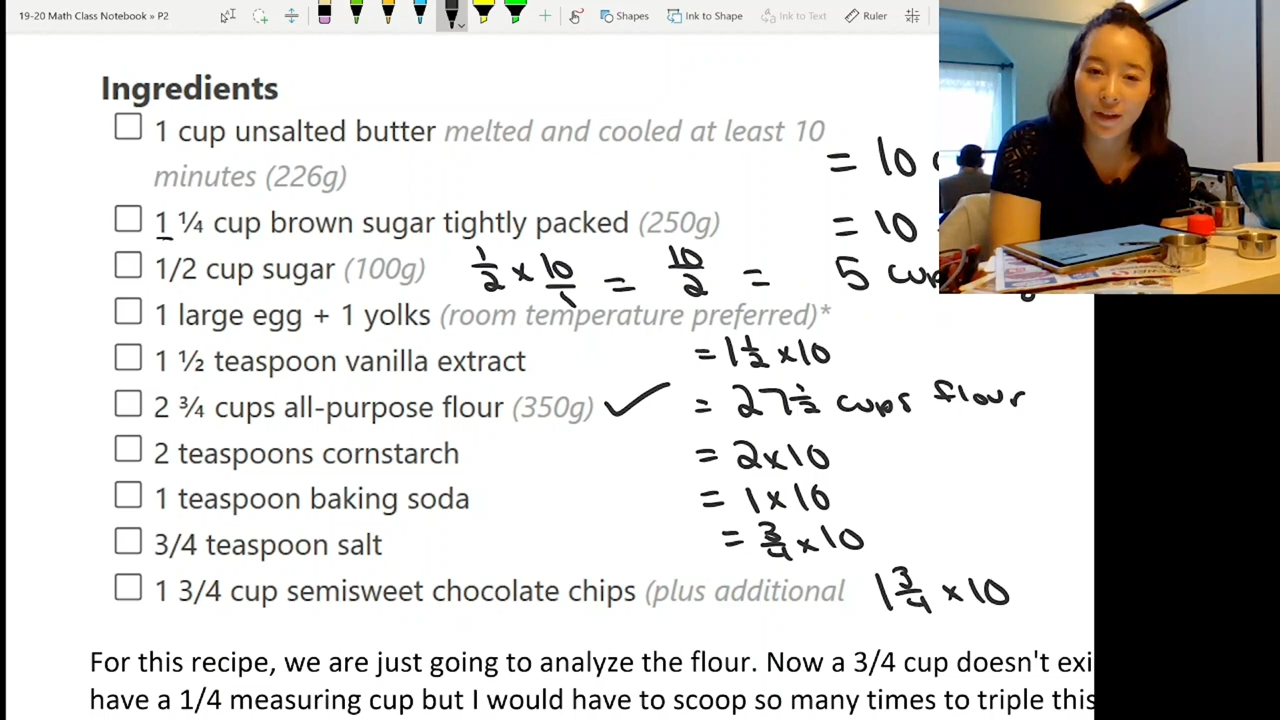 19-20 Math Class Notebook » P2 Shapes Ink to Shape Ink to Text Ruler
Ingredients
1 cup unsalted butter melted and cooled at least 10
minutes (226g)
= 10
1 ¼ cup brown sugar tightly packed (250g) = 10
1/2 cup sugar (100g) 1/2 × 10/1 = 10/2 = 5
1 large egg + 1 yolks (room temperature preferred)*
1 ½ teaspoon vanilla extract = 1 1/2 × 10
2 ¾ cups all-purpose flour (350g) ✓ = 27 1/2 cups flour
2 teaspoons cornstarch = 2×10
1 teaspoon baking soda = 1×10
3/4 teaspoon salt = 3/4 × 10
1 3/4 cup semisweet chocolate chips (plus additional 1 3/4 × 10
For this recipe, we are just going to analyze the flour. Now a 3/4 cup doesn't exi
have a 1/4 measuring cup but I would have to scoop so many times to triple this